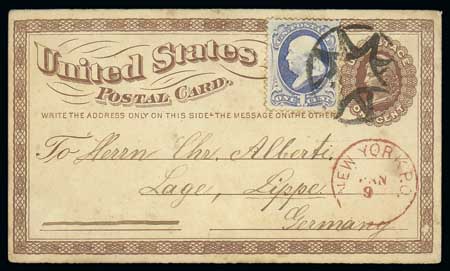 United States
POSTAL CARD.
WRITE THE ADDRESS ONLY ON THIS SIDE THE MESSAGE ON THE OTHER
ONE CENT
To Herrn Chr. Alberti.
Lage, Lippe
Germany
NEW YORK P.O.
JAN
9